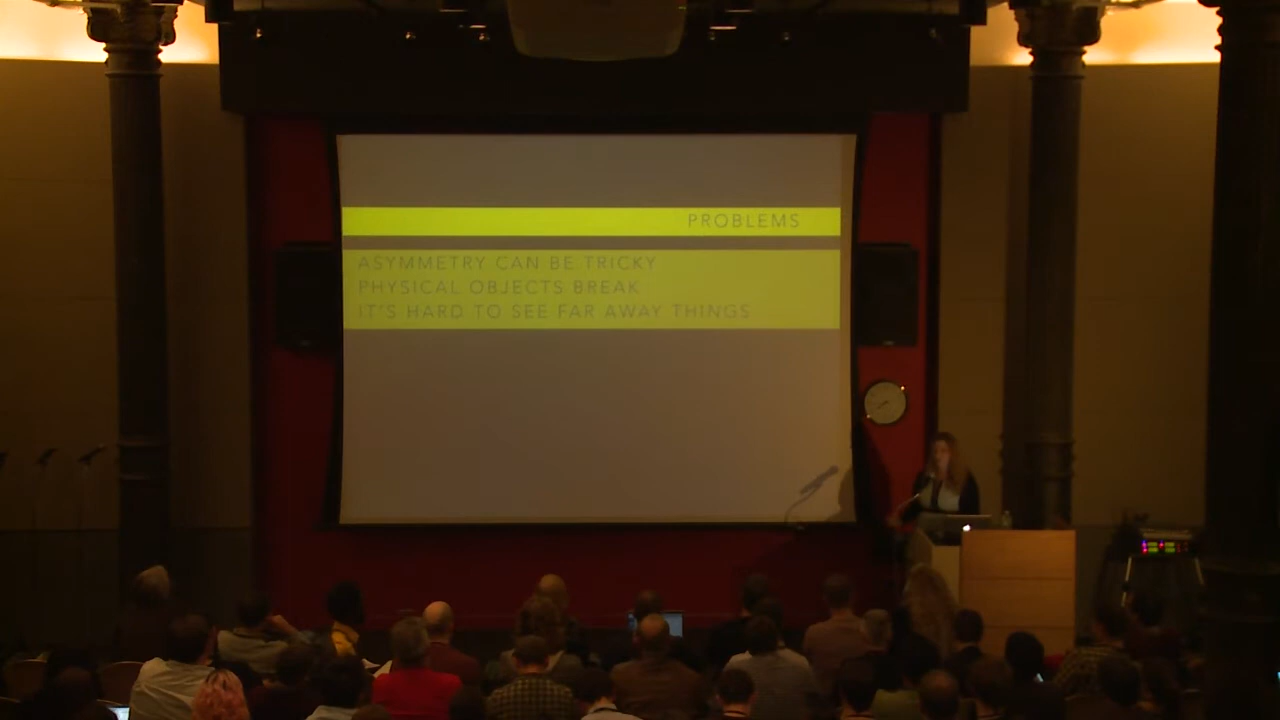 PROBLEMS
ASYMMETRY CAN BE TRICKY
PHYSICAL OBJECTS BREAK
IT'S HARD TO SEE FAR AWAY THINGS